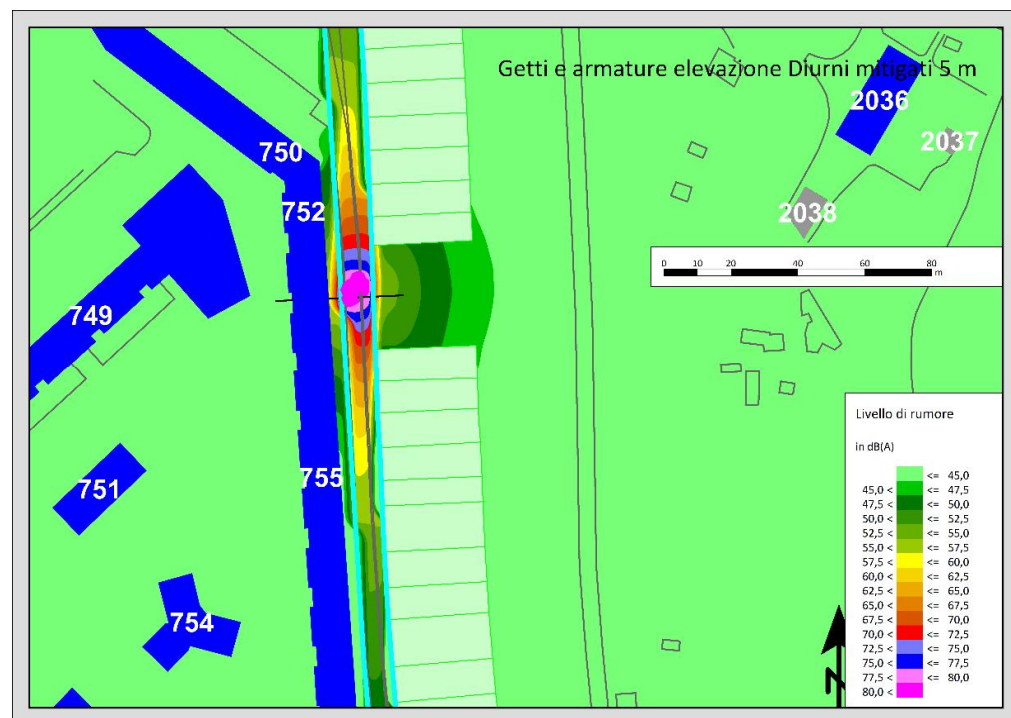 Getti e armature elevazione Diurni mitigati 5 m
2036
2037
750
752
2038
0 10 20 40 60 80
m
749
755
751
754
Livello di rumore
in dB(A)
<= 45,0
45,0 < <= 47,5
47,5 < <= 50,0
50,0 < <= 52,5
52,5 < <= 55,0
55,0 < <= 57,5
57,5 < <= 60,0
60,0 < <= 62,5
62,5 < <= 65,0
65,0 < <= 67,5
67,5 < <= 70,0
70,0 < <= 72,5
72,5 < <= 75,0
75,0 < <= 77,5
77,5 < <= 80,0
80,0 <